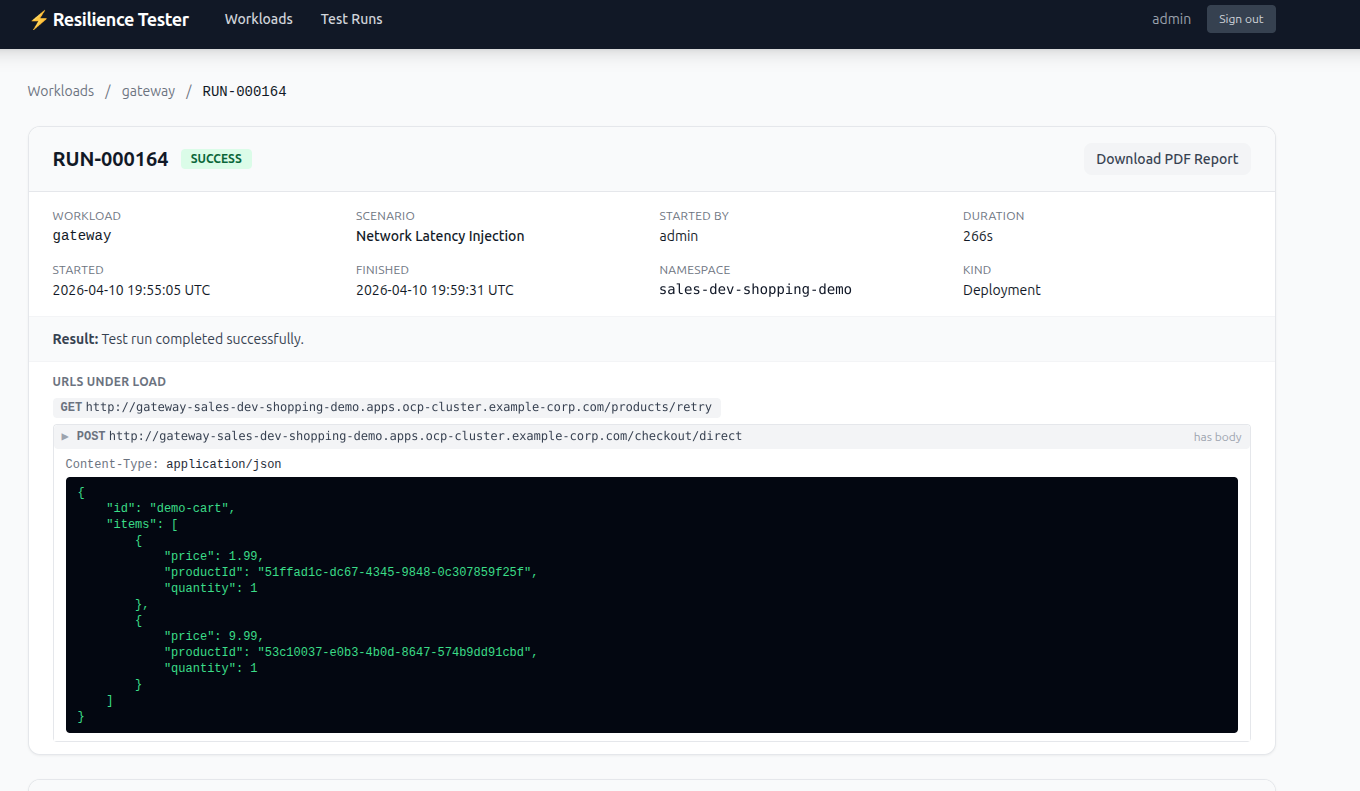 ⚡ Resilience Tester Workloads Test Runs admin Sign out
Workloads / gateway / RUN-000164
RUN-000164 SUCCESS Download PDF Report
WORKLOAD SCENARIO STARTED BY DURATION
gateway Network Latency Injection admin 266s
STARTED FINISHED NAMESPACE KIND
2026-04-10 19:55:05 UTC 2026-04-10 19:59:31 UTC sales-dev-shopping-demo Deployment
Result: Test run completed successfully.
URLS UNDER LOAD
GET http://gateway-sales-dev-shopping-demo.apps.ocp-cluster.example-corp.com/products/retry
▶ POST http://gateway-sales-dev-shopping-demo.apps.ocp-cluster.example-corp.com/checkout/direct has body
Content-Type: application/json
{
    "id": "demo-cart",
    "items": [
        {
            "price": 1.99,
            "productId": "51ffad1c-dc67-4345-9848-0c307859f25f",
            "quantity": 1
        },
        {
            "price": 9.99,
            "productId": "53c10037-e0b3-4b0d-8647-574b9dd91cbd",
            "quantity": 1
        }
    ]
}